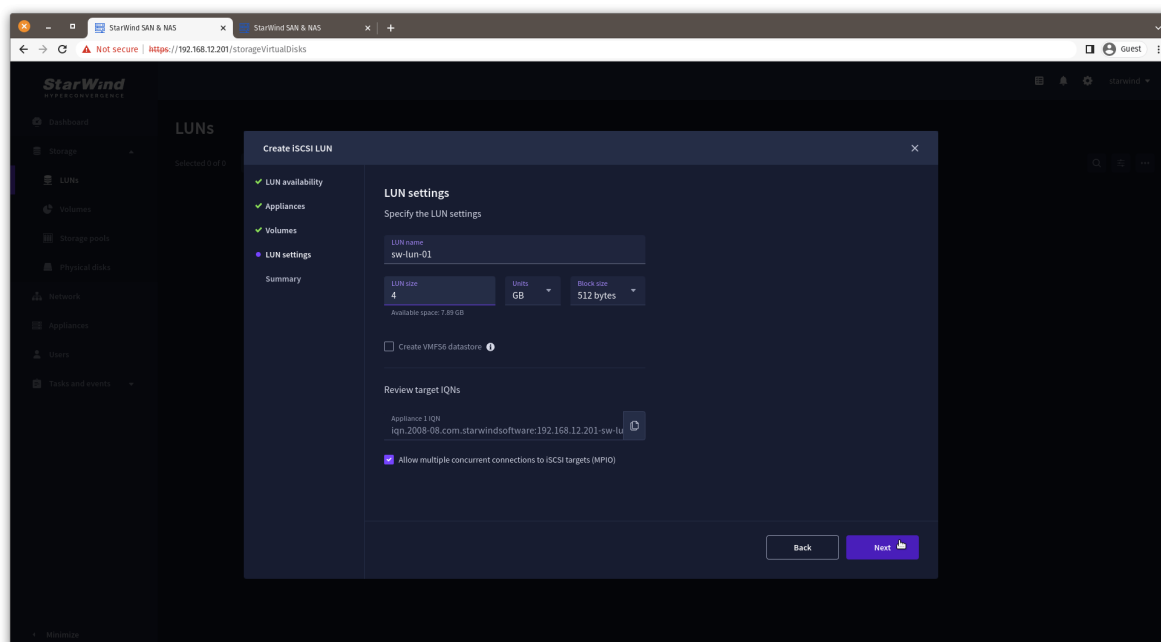 StarWind SAN & NAS
StarWind SAN & NAS
Not secure | https://192.168.12.201/storageVirtualDisks
Guest
StarWind
HYPERCONVERGENCE
starwind
Dashboard
Storage
LUNs
Volumes
Storage pools
Physical disks
Network
Appliances
Users
Tasks and events
Minimize
LUNs
Selected 0 of 0
Create iSCSI LUN
LUN availability
Appliances
Volumes
LUN settings
Summary
LUN settings
Specify the LUN settings
LUN name
sw-lun-01
LUN size
4
Units
GB
Block size
512 bytes
Available space: 7.89 GB
Create VMFS6 datastore
Review target IQNs
Appliance 1 IQN
iqn.2008-08.com.starwindsoftware:192.168.12.201-sw-lu
Allow multiple concurrent connections to iSCSI targets (MPIO)
Back
Next